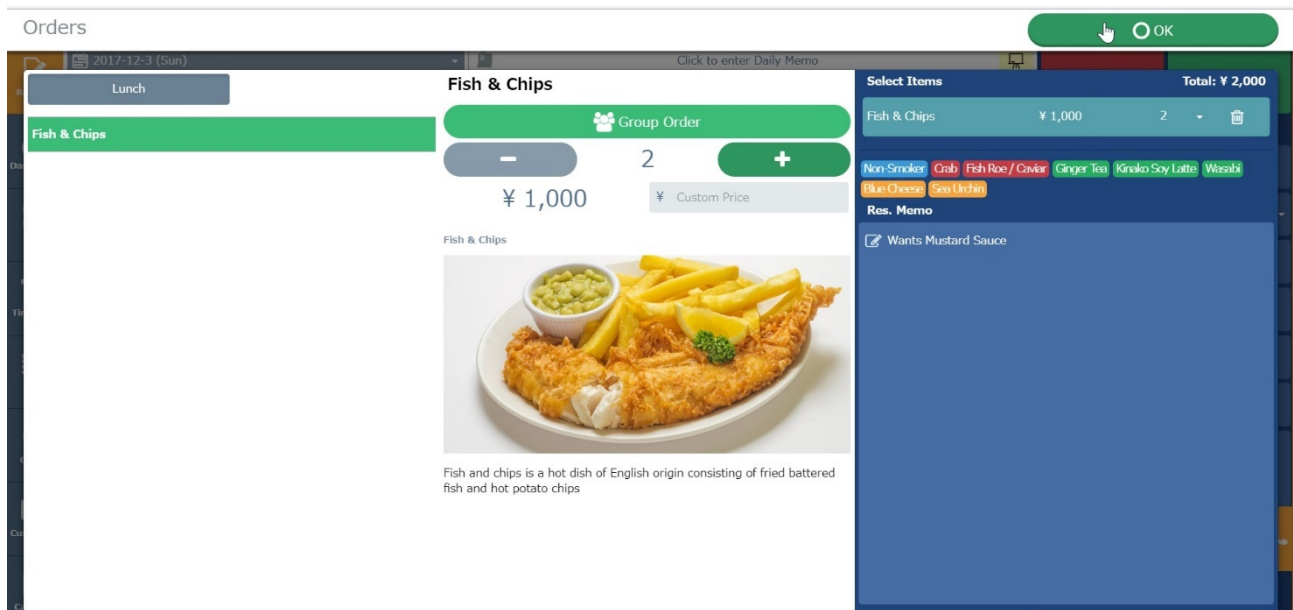 Orders
OK
2017-12-3 (Sun)
Click to enter Daily Memo
Lunch
Fish & Chips
Fish & Chips
Group Order
2
¥ 1,000
¥ Custom Price
Fish & Chips
Fish and chips is a hot dish of English origin consisting of fried battered
fish and hot potato chips
Select Items Total: ¥ 2,000
Fish & Chips ¥ 1,000 2
Non-Smoker Crab Fish Roe / Caviar Ginger Tea Kinako Soy Latte Wasabi
Blue Cheese Sea Urchin
Res. Memo
Wants Mustard Sauce